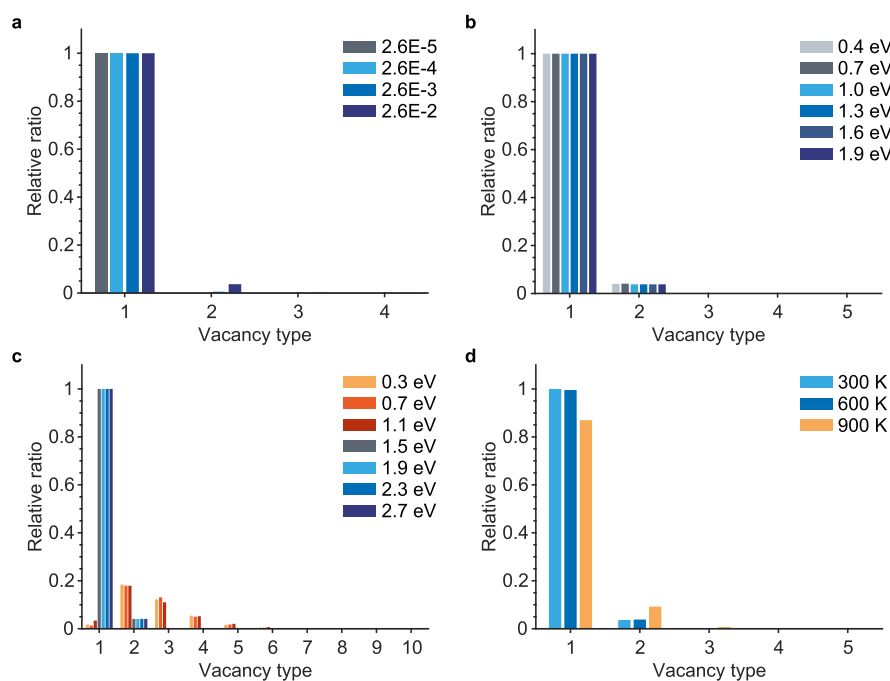 a
Relative ratio
1
0.8
0.6
0.4
0.2
0
2.6E-5
2.6E-4
2.6E-3
2.6E-2
1 2 3 4
Vacancy type
b
Relative ratio
1
0.8
0.6
0.4
0.2
0
0.4 eV
0.7 eV
1.0 eV
1.3 eV
1.6 eV
1.9 eV
1 2 3 4 5
Vacancy type
c
Relative ratio
1
0.8
0.6
0.4
0.2
0
0.3 eV
0.7 eV
1.1 eV
1.5 eV
1.9 eV
2.3 eV
2.7 eV
1 2 3 4 5 6 7 8 9 10
Vacancy type
d
Relative ratio
1
0.8
0.6
0.4
0.2
0
300 K
600 K
900 K
1 2 3 4 5
Vacancy type